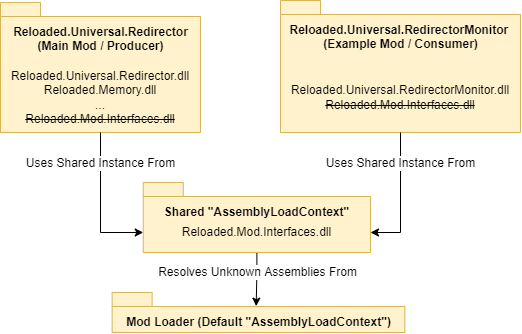 Reloaded.Universal.Redirector
(Main Mod / Producer)
Reloaded.Universal.Redirector.dll
Reloaded.Memory.dll
...
Reloaded.Mod.Interfaces.dll
Reloaded.Universal.RedirectorMonitor
(Example Mod / Consumer)
Reloaded.Universal.RedirectorMonitor.dll
Reloaded.Mod.Interfaces.dll
Uses Shared Instance From
Uses Shared Instance From
Shared "AssemblyLoadContext"
Reloaded.Mod.Interfaces.dll
Resolves Unknown Assemblies From
Mod Loader (Default "AssemblyLoadContext")